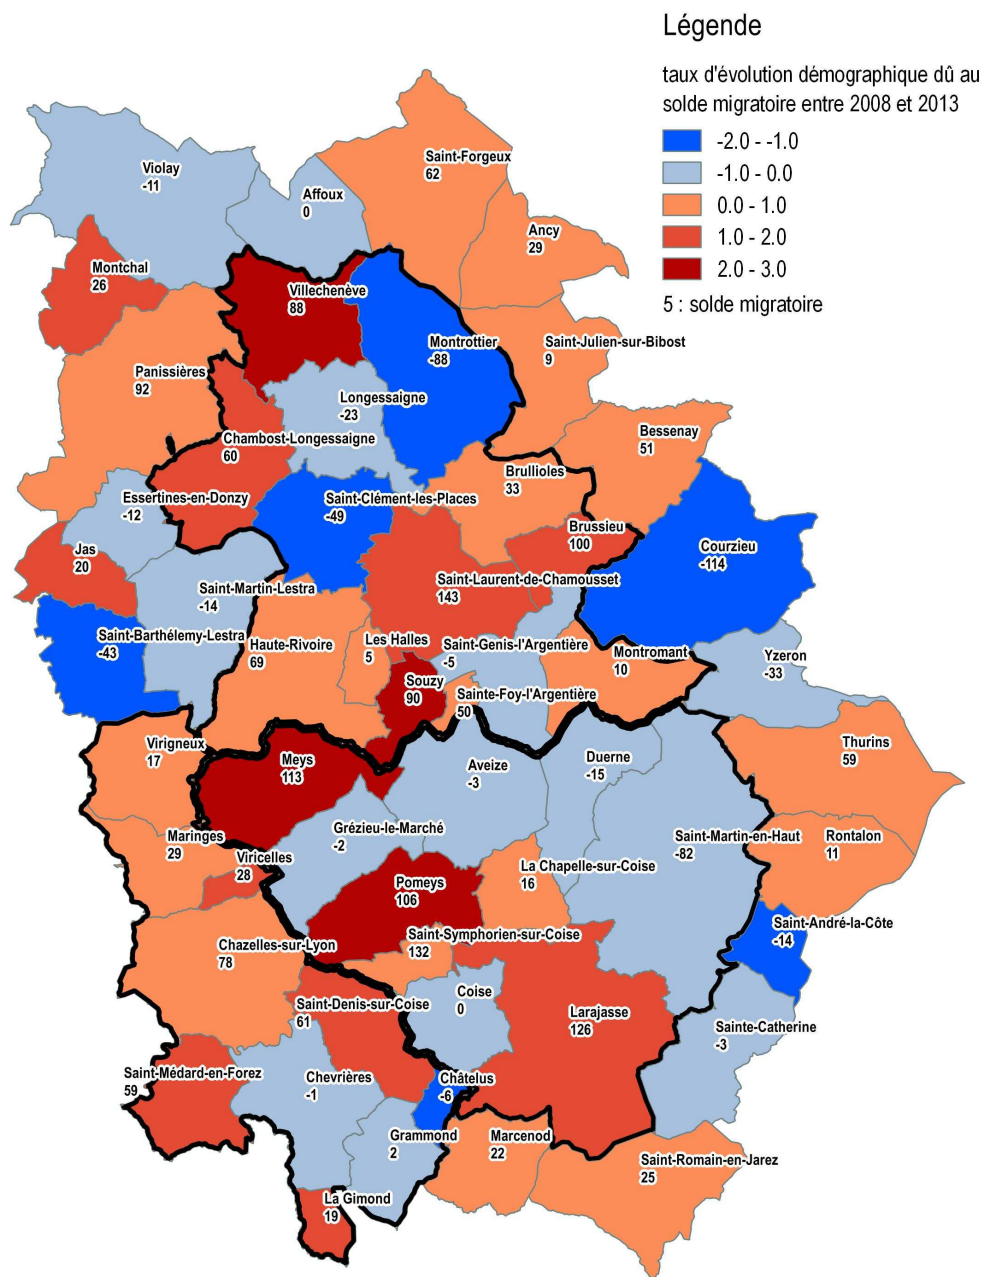 Légende
taux d'évolution démographique dû au
solde migratoire entre 2008 et 2013
-2.0 - -1.0
-1.0 - 0.0
0.0 - 1.0
1.0 - 2.0
2.0 - 3.0
5 : solde migratoire
Violay
-11
Affoux
0
Saint-Forgeux
62
Ancy
29
Montchal
26
Villechenève
88
Montrottier
-88
Saint-Julien-sur-Bibost
9
Panissières
92
Longessaigne
-23
Chambost-Longessaigne
60
Bessenay
51
Brullioles
33
Essertines-en-Donzy
-12
Saint-Clément-les-Places
-49
Brussieu
100
Courzieu
-114
Jas
20
Saint-Martin-Lestra
-14
Saint-Laurent-de-Chamousset
143
Saint-Barthélemy-Lestra
-43
Haute-Rivoire
69
Les Halles
5
Saint-Genis-l'Argentière
-5
Montromant
10
Yzeron
-33
Souzy
90
Sainte-Foy-l'Argentière
50
Virigneux
17
Meys
113
Aveize
-3
Duerne
-15
Thurins
59
Maringes
29
Grézieu-le-Marché
-2
Saint-Martin-en-Haut
-82
Rontalon
11
Viricelles
28
Pomeys
106
La Chapelle-sur-Coise
16
Saint-André-la-Côte
-14
Chazelles-sur-Lyon
78
Saint-Symphorien-sur-Coise
132
Saint-Denis-sur-Coise
61
Coise
0
Larajasse
126
Sainte-Catherine
-3
Saint-Médard-en-Forez
59
Chevrières
-1
Châtelus
-6
Grammond
2
Marcenod
22
Saint-Romain-en-Jarez
25
La Gimond
19